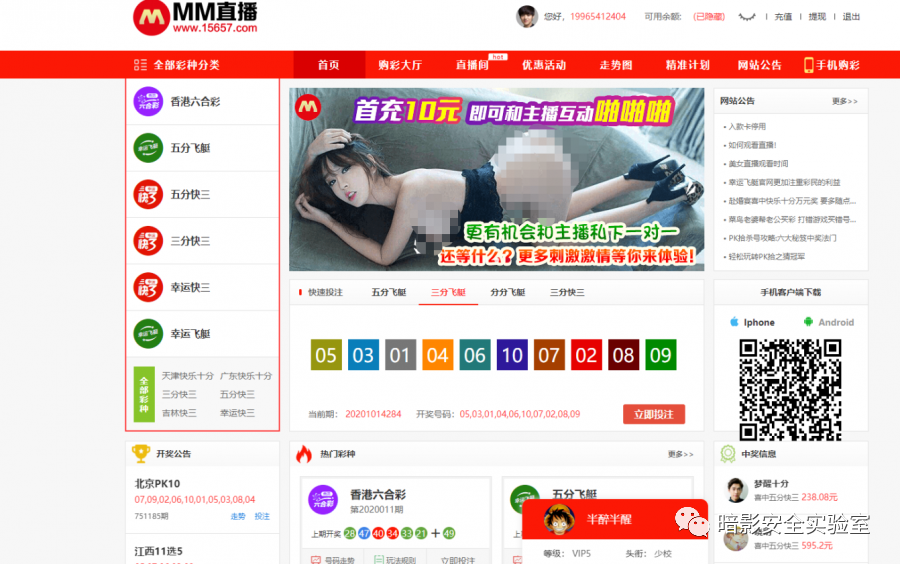 MM直播
www.15657.com
您好，19965412404 可用余额: (已隐藏) | 充值 | 提现 | 退出
全部彩种分类 首页 购彩大厅 直播间 hot 优惠活动 走势图 精准计划 网站公告 手机购彩
香港六合彩
五分飞艇
五分快三
三分快三
幸运快三
幸运飞艇
全部彩种
天津快乐十分 广东快乐十分
三分快三 五分快三
吉林快三 幸运快三
首充10元 即可和主播互动啪啪啪
更有机会和主播私下一对一
还等什么？更多刺激激情等你来体验！
网站公告 更多>>
入款卡停用
如何观看直播！
美女直播观看时间
幸运飞艇官网更加注重彩民的利益
赴爆喜喜中快乐十分万元奖 要多随点...
菜鸟老婆帮老公买彩 打错游戏买错号...
PK拾杀号攻略:六大秘笈中奖法门
轻松玩转PK拾之猜冠军
快速投注 五分飞艇 三分飞艇 分分飞艇 三分快三
05 03 01 04 06 10 07 02 08 09
当前期: 20201014284 开奖号码: 05,03,01,04,06,10,07,02,08,09 立即投注
手机客户端下载
Iphone Android
开奖公告
北京PK10
07,09,02,06,10,01,05,03,08,04
751185期 走势 投注
江西11选5
热门彩种 更多>>
香港六合彩
第2020011期
上期开奖 28 47 40 34 33 21 + 49
号码走势 玩法规则 立即投注
五分飞艇
半醉半醒
等级: VIP5 头衔: 少校
中奖信息
梦醒十分
喜中五分快三 238.08元
喜中五分快三 595.2元
暗影安全实验室